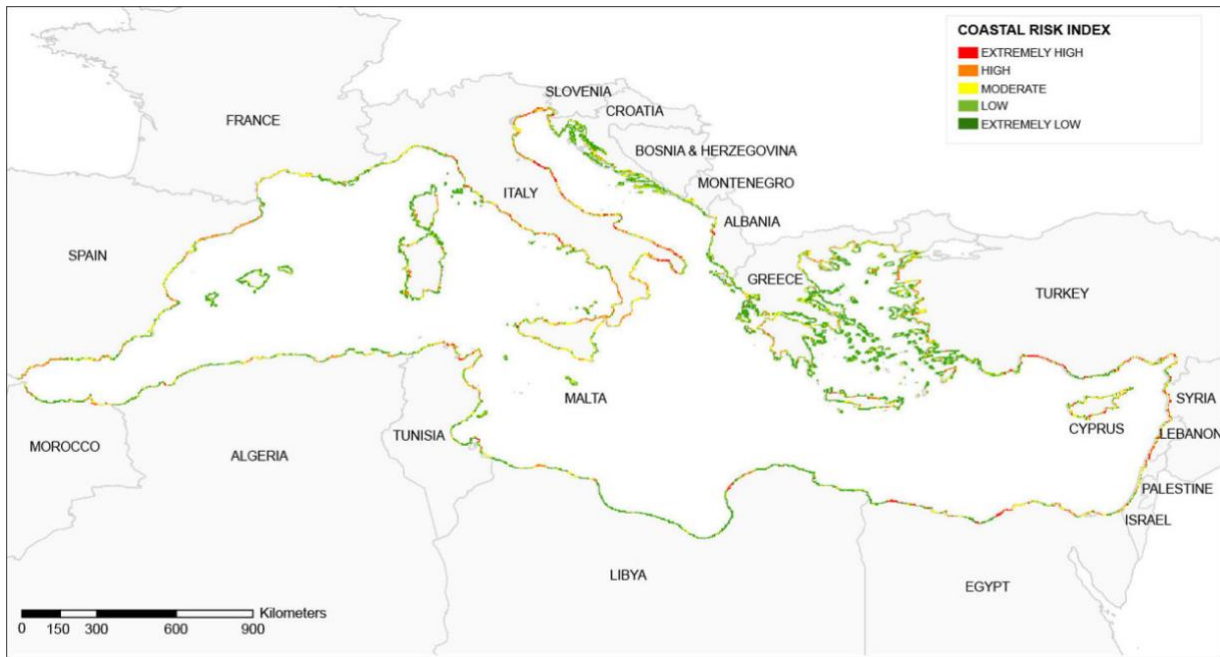 COASTAL RISK INDEX
EXTREMELY HIGH
HIGH
MODERATE
LOW
EXTREMELY LOW
SLOVENIA
CROATIA
FRANCE
BOSNIA & HERZEGOVINA
MONTENEGRO
ITALY
ALBANIA
SPAIN
GREECE
TURKEY
MALTA
SYRIA
CYPRUS
LEBANON
MOROCCO
TUNISIA
ALGERIA
PALESTINE
ISRAEL
LIBYA
EGYPT
Kilometers
0 150 300 600 900